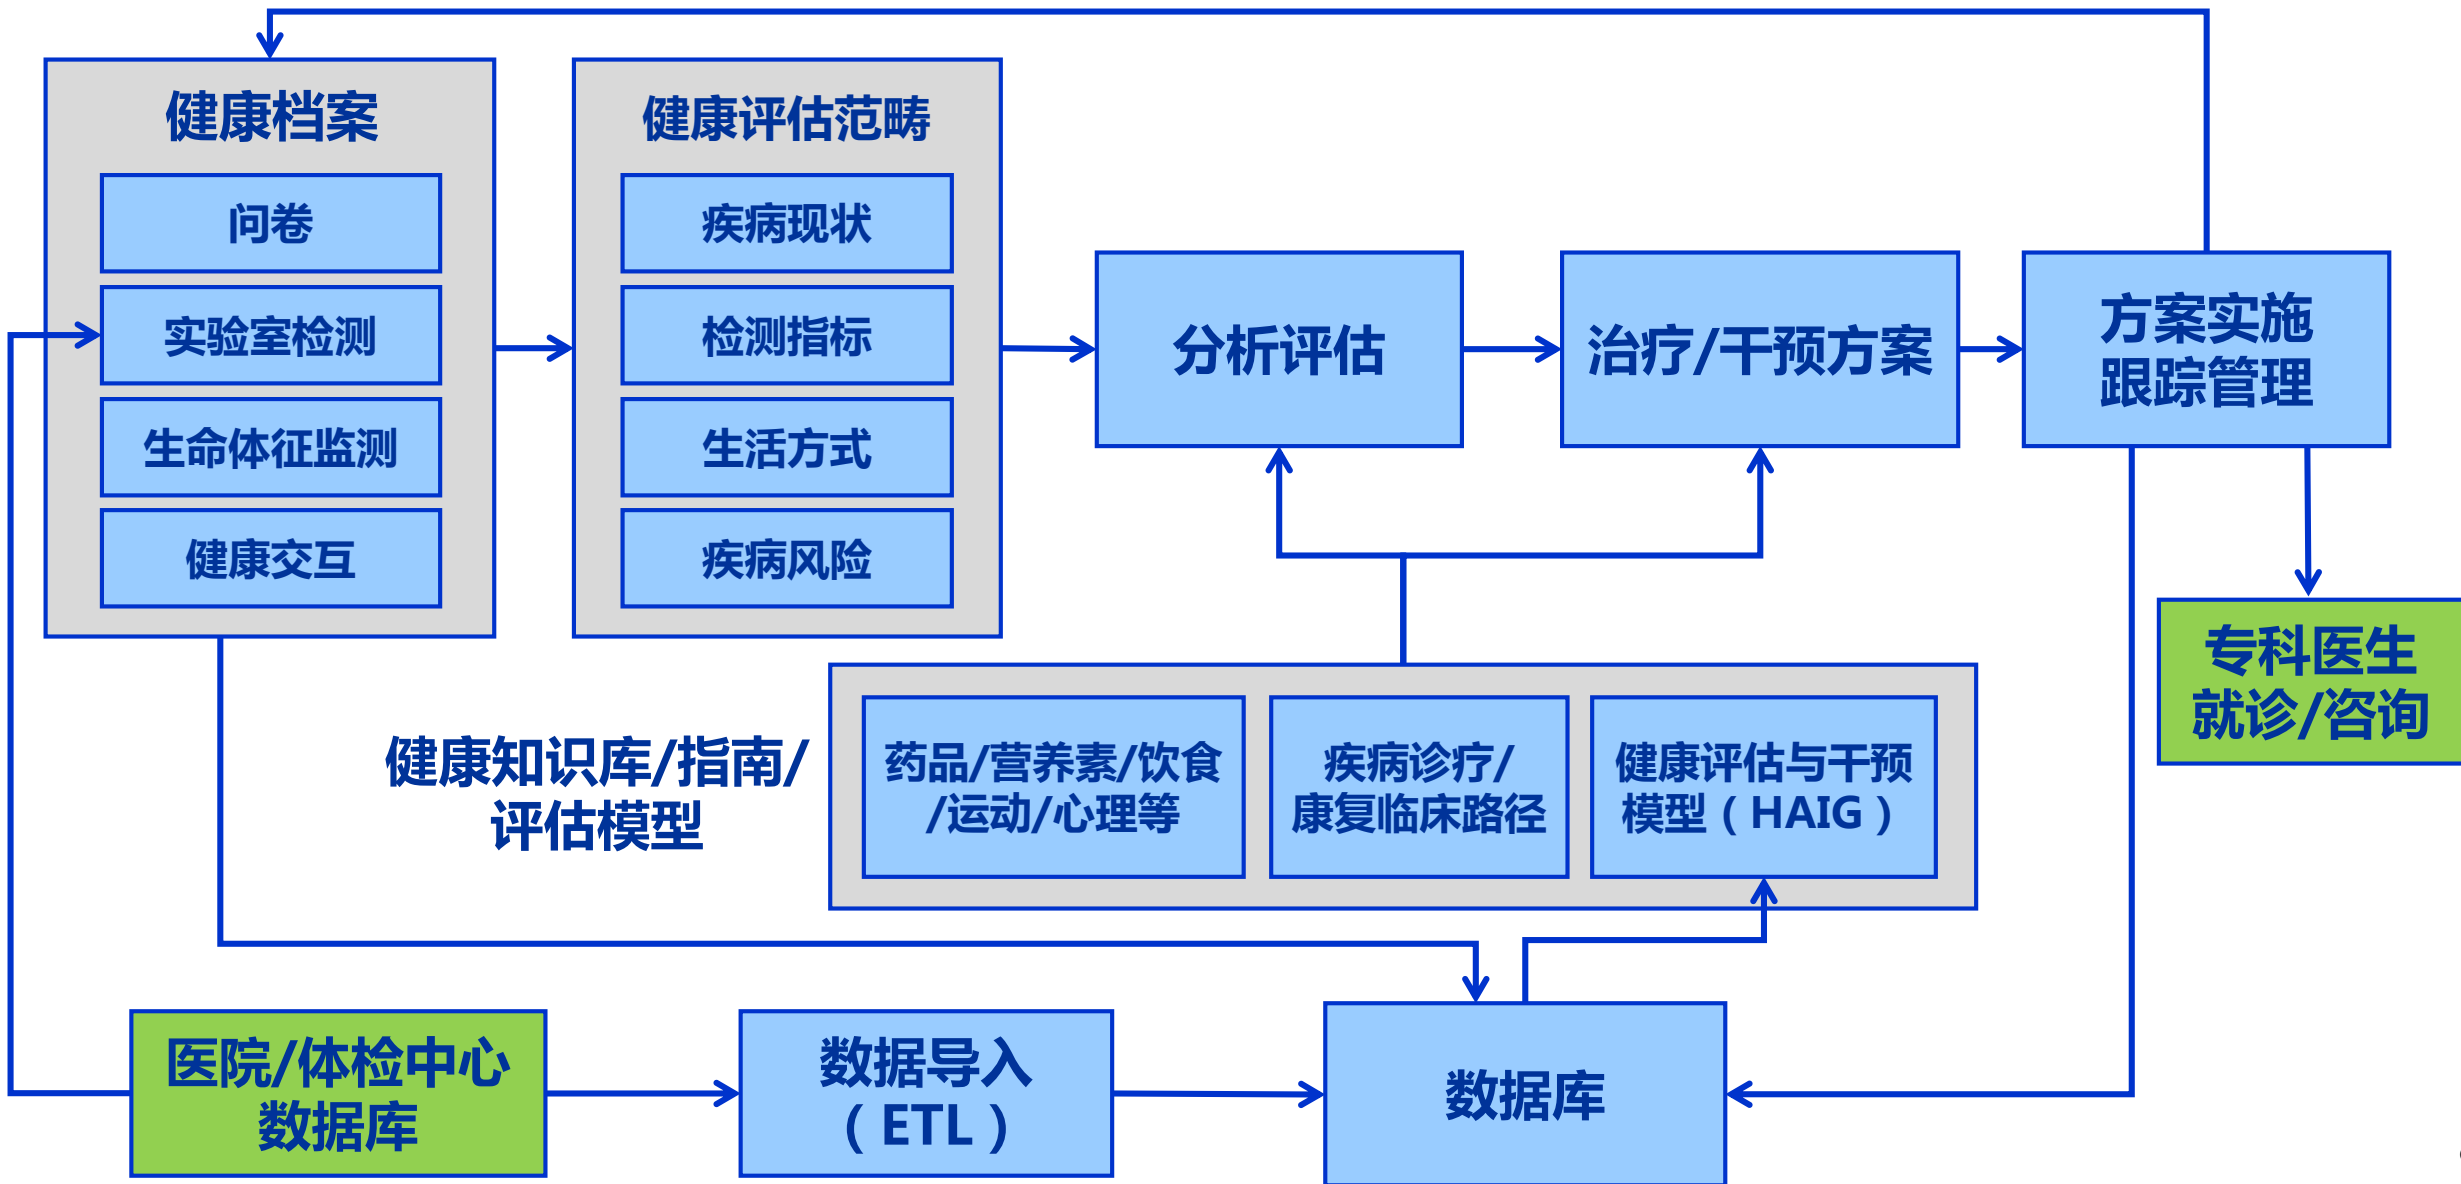 健康档案
问卷
实验室检测
生命体征监测
健康交互
健康评估范畴
疾病现状
检测指标
生活方式
疾病风险
分析评估
治疗/干预方案
方案实施
跟踪管理
专科医生
就诊/咨询
健康知识库/指南/
评估模型
药品/营养素/饮食
/运动/心理等
疾病诊疗/
康复临床路径
健康评估与干预
模型（HAIG）
医院/体检中心
数据库
数据导入
（ETL）
数据库